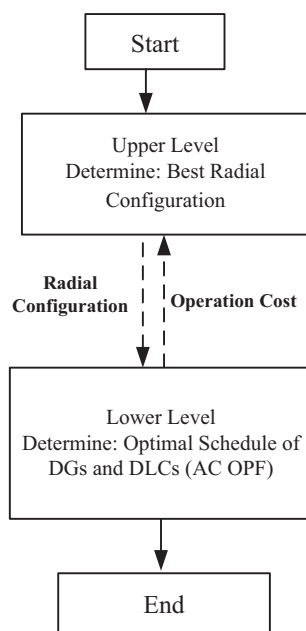 Start
Upper Level
Determine: Best Radial
Configuration
Radial
Configuration
Operation Cost
Lower Level
Determine: Optimal Schedule of
DGs and DLCs (AC OPF)
End